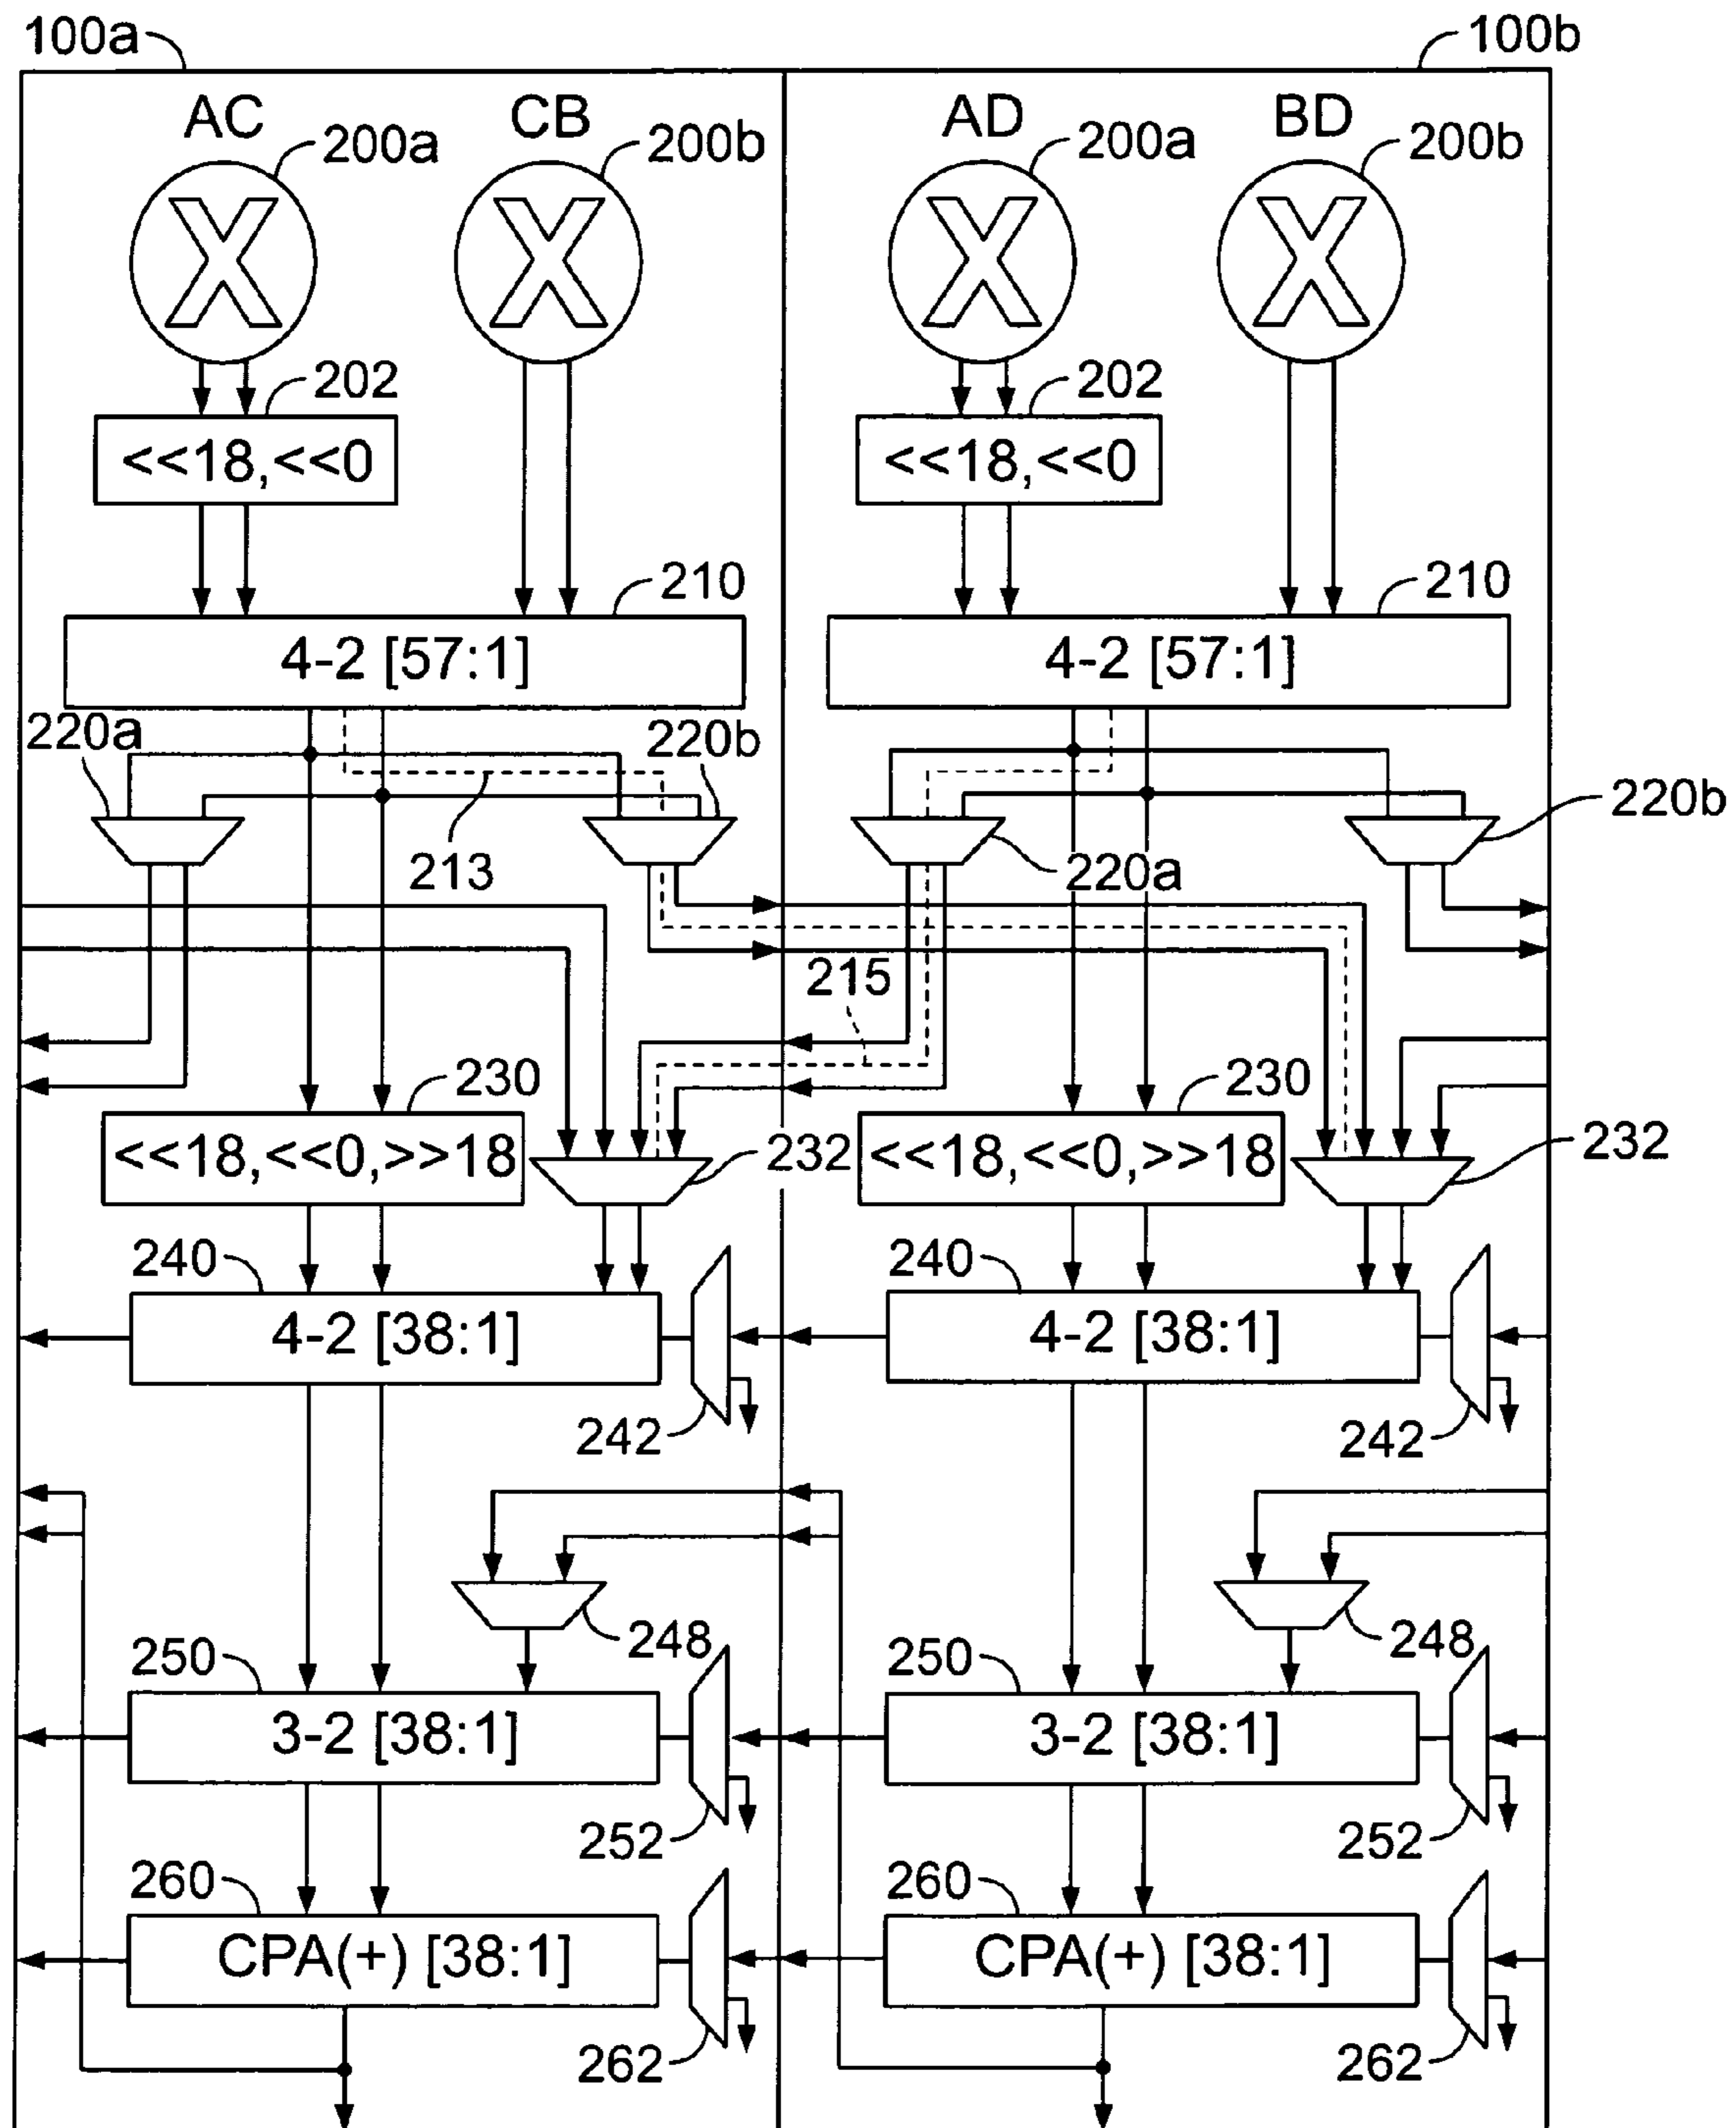 100a 100b
AC CB AD BD
200a 200b 200a 200b
X X X X
202 202
<<18,<<0 <<18,<<0
210 210
4-2 [57:1] 4-2 [57:1]
220a 220b
220b
213 220a
215
230 230
<<18,<<0,>>18 232 <<18,<<0,>>18 232
240 240
4-2 [38:1] 4-2 [38:1]
242 242
248 248
250 250
3-2 [38:1] 3-2 [38:1]
252 252
260 260
CPA(+) [38:1] CPA(+) [38:1]
262 262